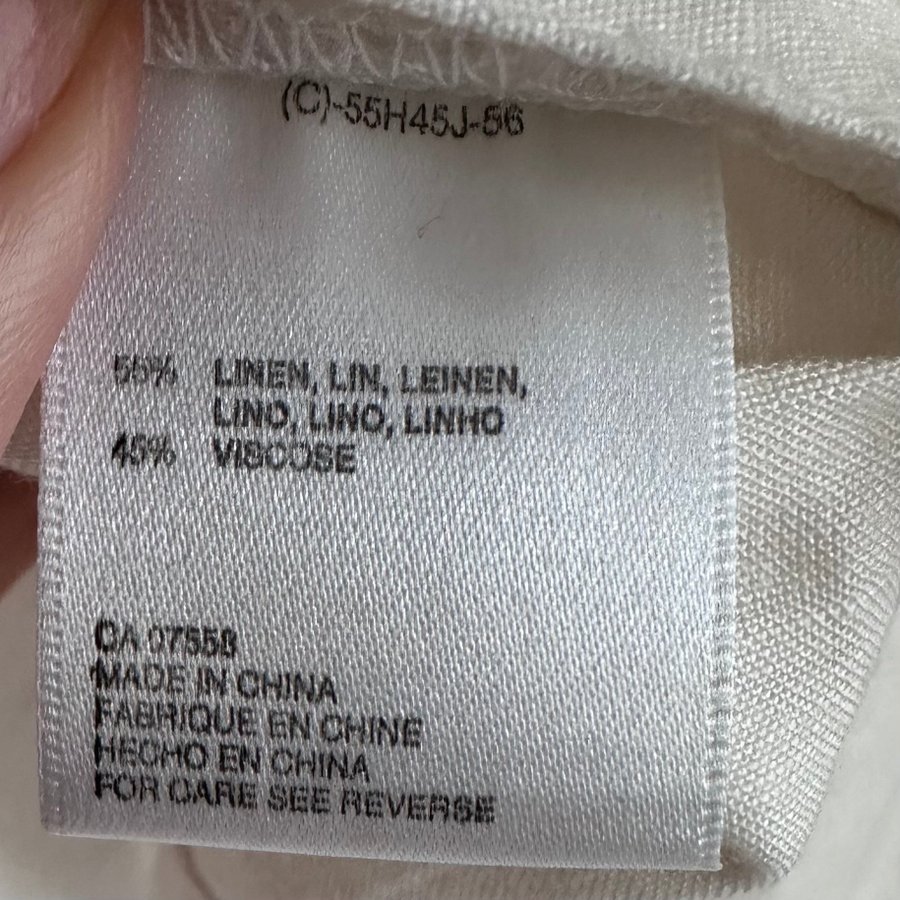 (C)-55H45J-56
55% LINEN, LIN, LEINEN,
LINO, LINO, LINHO
45% VISCOSE
CA 07558
MADE IN CHINA
FABRIQUE EN CHINE
HECHO EN CHINA
FOR CARE SEE REVERSE